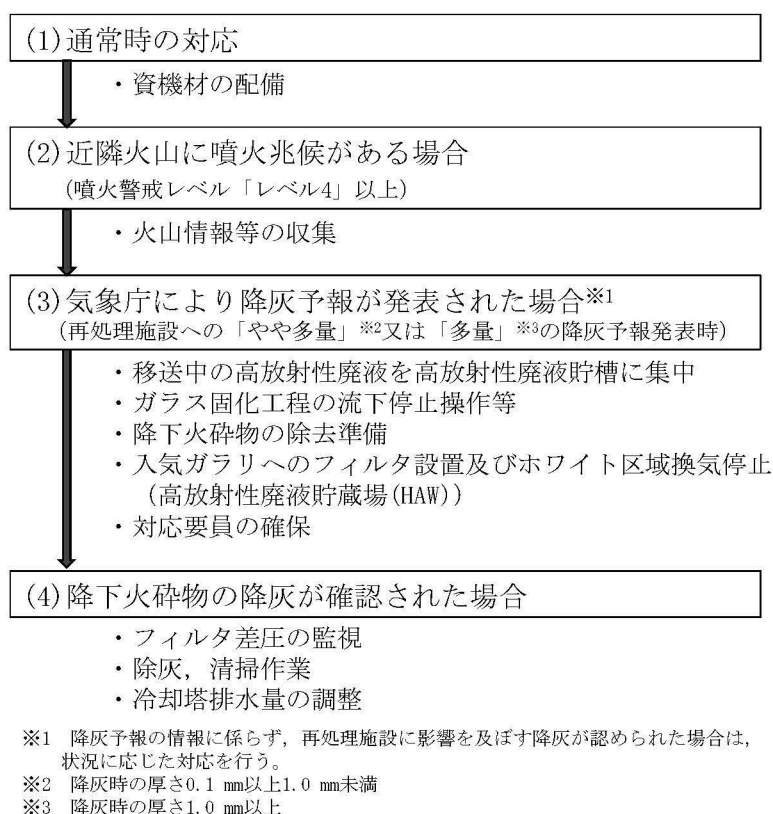 (1)通常時の対応
・資機材の配備
(2)近隣火山に噴火兆候がある場合
(噴火警戒レベル「レベル4」以上)
・火山情報等の収集
(3)気象庁により降灰予報が発表された場合※1
(再処理施設への「やや多量」※2又は「多量」※3の降灰予報発表時)
・移送中の高放射性廃液を高放射性廃液貯槽に集中
・ガラス固化工程の流下停止操作等
・降下火砕物の除去準備
・入気ガラリへのフィルタ設置及びホワイト区域換気停止
(高放射性廃液貯蔵場(HAW))
・対応要員の確保
(4)降下火砕物の降灰が確認された場合
・フィルタ差圧の監視
・除灰，清掃作業
・冷却塔排水量の調整
※1 降灰予報の情報に係らず，再処理施設に影響を及ぼす降灰が認められた場合は，
状況に応じた対応を行う。
※2 降灰時の厚さ0.1 mm以上1.0 mm未満
※3 降灰時の厚さ1.0 mm以上